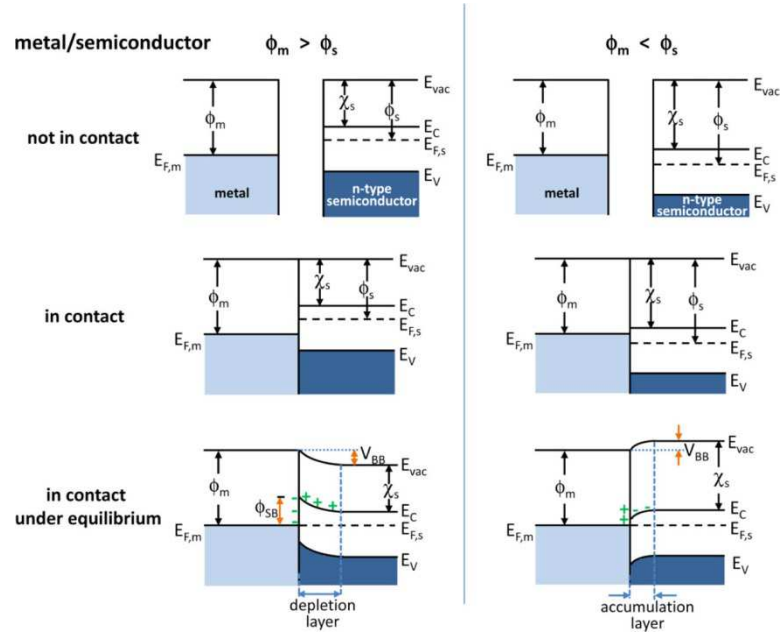 metal/semiconductor
ϕm > ϕs
ϕm < ϕs
not in contact
ϕm
EF,m
metal
χs
ϕs
Evac
EC
EF,s
EV
n-type
semiconductor
ϕm
EF,m
metal
χs
ϕs
Evac
EC
EF,s
EV
n-type
semiconductor
in contact
ϕm
EF,m
χs
ϕs
Evac
EC
EF,s
EV
ϕm
EF,m
χs
ϕs
Evac
EC
EF,s
EV
in contact
under equilibrium
ϕm
ϕSB
EF,m
- - -
+ + + +
VBB
Evac
χs
EC
EF,s
EV
depletion
layer
ϕm
EF,m
+ - -
+
VBB
Evac
χs
EC
EF,s
EV
accumulation
layer